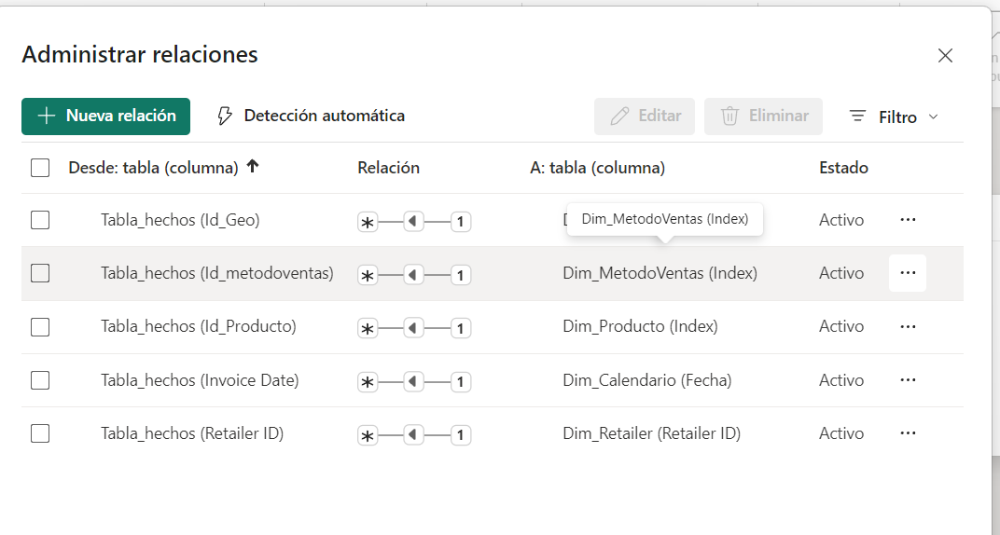 Administrar relaciones
Nueva relación Detección automática Editar Eliminar Filtro
Desde: tabla (columna) Relación A: tabla (columna) Estado
Tabla_hechos (Id_Geo) * 1 Dim_MetodoVentas (Index) Activo ...
Tabla_hechos (Id_metodoventas) * 1 Dim_MetodoVentas (Index) Activo ...
Tabla_hechos (Id_Producto) * 1 Dim_Producto (Index) Activo ...
Tabla_hechos (Invoice Date) * 1 Dim_Calendario (Fecha) Activo ...
Tabla_hechos (Retailer ID) * 1 Dim_Retailer (Retailer ID) Activo ...